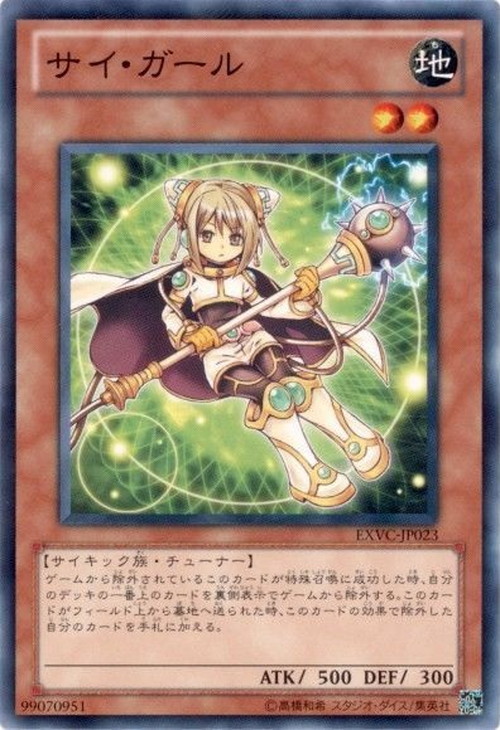 サイ・ガール
地
EXVC-JP023
【サイキック族・チューナー】
ゲームから除外されているこのカードが特殊召喚に成功した時、自分
のデッキの一番上のカードを裏側表示でゲームから除外する。このカー
ドがフィールド上から墓地へ送られた時、このカードの効果で除外した
自分のカードを手札に加える。
ATK/ 500 DEF/ 300
99070951
©高橋和希 スタジオ・ダイス/集英社